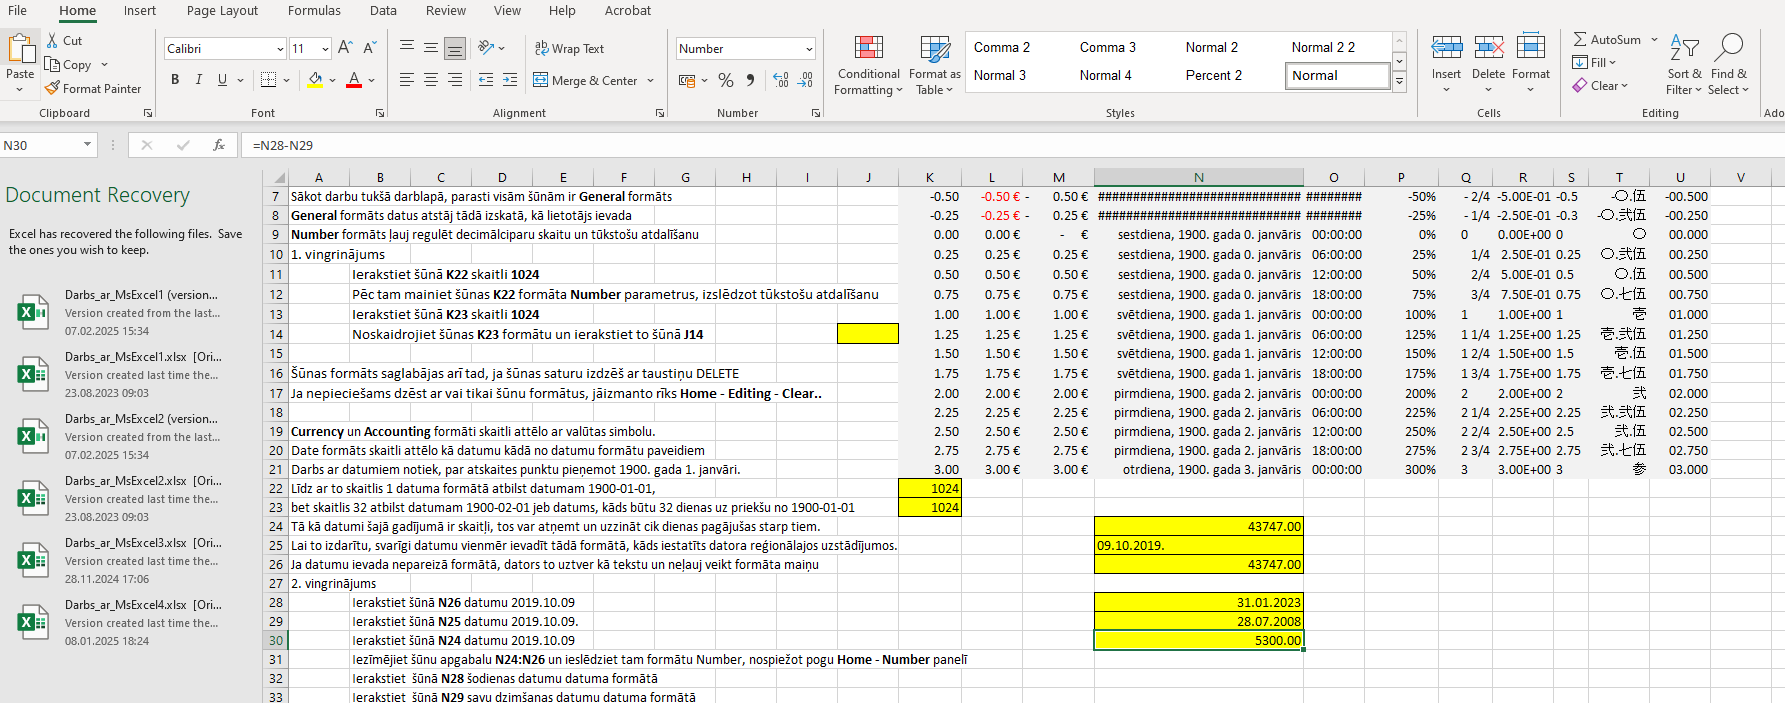 File Home Insert Page Layout Formulas Data Review View Help Acrobat
Paste Cut Copy Format Painter
Clipboard
Calibri 11
B I U
Font
Wrap Text
Merge & Center
Alignment
Number
Number
Conditional Formatting Format as Table
Comma 2 Comma 3 Normal 2 Normal 2 2
Normal 3 Normal 4 Percent 2 Normal
Styles
Insert Delete Format
Cells
AutoSum
Fill
Clear
Sort & Filter Find & Select
Editing
Ado
N30 fx =N28-N29
Document Recovery
Excel has recovered the following files. Save
the ones you wish to keep.
Darbs_ar_MsExcel1 (version...
Version created from the last...
07.02.2025 15:34
Darbs_ar_MsExcel1.xlsx [Ori...
Version created last time the...
23.08.2023 09:03
Darbs_ar_MsExcel2 (version...
Version created from the last...
07.02.2025 15:34
Darbs_ar_MsExcel2.xlsx [Ori...
Version created last time the...
23.08.2023 09:03
Darbs_ar_MsExcel3.xlsx [Ori...
Version created last time the...
28.11.2024 17:06
Darbs_ar_MsExcel4.xlsx [Ori...
Version created last time the...
08.01.2025 18:24
A B C D E F G H I J K L M N O P Q R S T U V
7 Sākot darbu tukšā darblapā, parasti visām šūnām ir General formāts -0.50 -0.50 € - 0.50 € ############################# ######## -50% - 2/4 -5.00E-01 -0.5 -〇.伍 -00.500
8 General formāts datus atstāj tādā izskatā, kā lietotājs ievada -0.25 -0.25 € - 0.25 € ############################# ######## -25% - 1/4 -2.50E-01 -0.3 -〇.弐伍 -00.250
9 Number formāts ļauj regulēt decimālciparu skaitu un tūkstošu atdalīšanu 0.00 0.00 € - € sestdiena, 1900. gada 0. janvāris 00:00:00 0% 0 0.00E+00 0 〇 00.000
10 1. vingrinājums 0.25 0.25 € 0.25 € sestdiena, 1900. gada 0. janvāris 06:00:00 25% 1/4 2.50E-01 0.25 〇.弐伍 00.250
11 Ierakstiet šūnā K22 skaitli 1024 0.50 0.50 € 0.50 € sestdiena, 1900. gada 0. janvāris 12:00:00 50% 2/4 5.00E-01 0.5 〇.伍 00.500
12 Pēc tam mainiet šūnas K22 formāta Number parametrus, izslēdzot tūkstošu atdalīšanu 0.75 0.75 € 0.75 € sestdiena, 1900. gada 0. janvāris 18:00:00 75% 3/4 7.50E-01 0.75 〇.七伍 00.750
13 Ierakstiet šūnā K23 skaitli 1024 1.00 1.00 € 1.00 € svētdiena, 1900. gada 1. janvāris 00:00:00 100% 1 1.00E+00 1 壱 01.000
14 Noskaidrojiet šūnas K23 formātu un ierakstiet to šūnā J14 1.25 1.25 € 1.25 € svētdiena, 1900. gada 1. janvāris 06:00:00 125% 1 1/4 1.25E+00 1.25 壱.弐伍 01.250
15 1.50 1.50 € 1.50 € svētdiena, 1900. gada 1. janvāris 12:00:00 150% 1 2/4 1.50E+00 1.5 壱.伍 01.500
16 Šūnas formāts saglabājas arī tad, ja šūnas saturu izdzēš ar taustiņu DELETE 1.75 1.75 € 1.75 € svētdiena, 1900. gada 1. janvāris 18:00:00 175% 1 3/4 1.75E+00 1.75 壱.七伍 01.750
17 Ja nepieciešams dzēst ar vai tikai šūnu formātus, jāizmanto rīks Home - Editing - Clear.. 2.00 2.00 € 2.00 € pirmdiena, 1900. gada 2. janvāris 00:00:00 200% 2 2.00E+00 2 弐 02.000
18 2.25 2.25 € 2.25 € pirmdiena, 1900. gada 2. janvāris 06:00:00 225% 2 1/4 2.25E+00 2.25 弐.弐伍 02.250
19 Currency un Accounting formāti skaitli attēlo ar valūtas simbolu. 2.50 2.50 € 2.50 € pirmdiena, 1900. gada 2. janvāris 12:00:00 250% 2 2/4 2.50E+00 2.5 弐.伍 02.500
20 Date formāts skaitli attēlo kā datumu kādā no datumu formātu paveidiem 2.75 2.75 € 2.75 € pirmdiena, 1900. gada 2. janvāris 18:00:00 275% 2 3/4 2.75E+00 2.75 弐.七伍 02.750
21 Darbs ar datumiem notiek, par atskaites punktu pieņemot 1900. gada 1. janvāri. 3.00 3.00 € 3.00 € otrdiena, 1900. gada 3. janvāris 00:00:00 300% 3 3.00E+00 3 参 03.000
22 Līdz ar to skaitlis 1 datuma formātā atbilst datumam 1900-01-01, 1024
23 bet skaitlis 32 atbilst datumam 1900-02-01 jeb datums, kāds būtu 32 dienas uz priekšu no 1900-01-01 1024
24 Tā kā datumi šajā gadījumā ir skaitļi, tos var atņemt un uzzināt cik dienas pagājušas starp tiem. 43747.00
25 Lai to izdarītu, svarīgi datumu vienmēr ievadīt tādā formātā, kāds iestatīts datora reģionālajos uzstādījumos. 09.10.2019.
26 Ja datumu ievada nepareizā formātā, dators to uztver kā tekstu un neļauj veikt formāta maiņu 43747.00
27 2. vingrinājums
28 Ierakstiet šūnā N26 datumu 2019.10.09 31.01.2023
29 Ierakstiet šūnā N25 datumu 2019.10.09. 28.07.2008
30 Ierakstiet šūnā N24 datumu 2019.10.09 5300.00
31 Iezīmējiet šūnu apgabalu N24:N26 un ieslēdziet tam formātu Number, nospiežot pogu Home - Number panelī
32 Ierakstiet šūnā N28 šodienas datumu datuma formātā
33 Ierakstiet šūnā N29 savu dzimšanas datumu datuma formātā